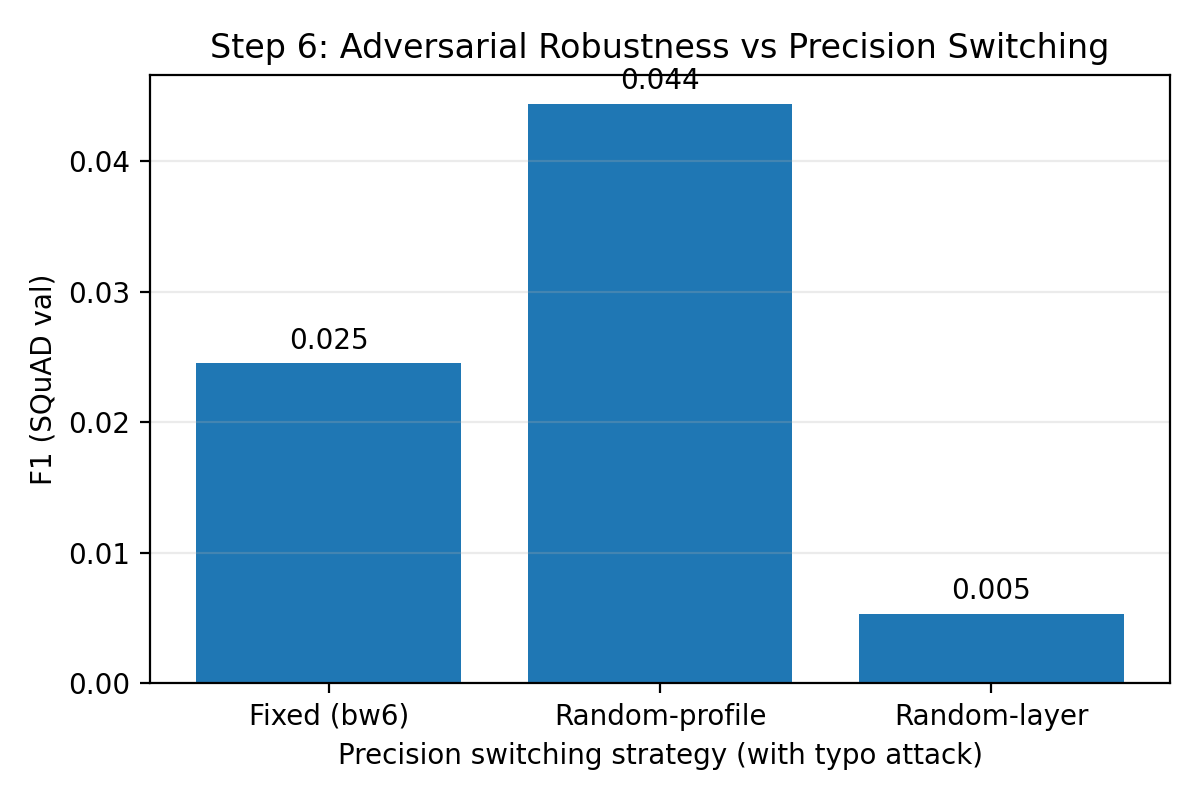 Step 6: Adversarial Robustness vs Precision Switching
0.044
0.04
0.03
0.025
0.02
0.01
0.005
0.00
F1 (SQuAD val)
Fixed (bw6)
Random-profile
Random-layer
Precision switching strategy (with typo attack)